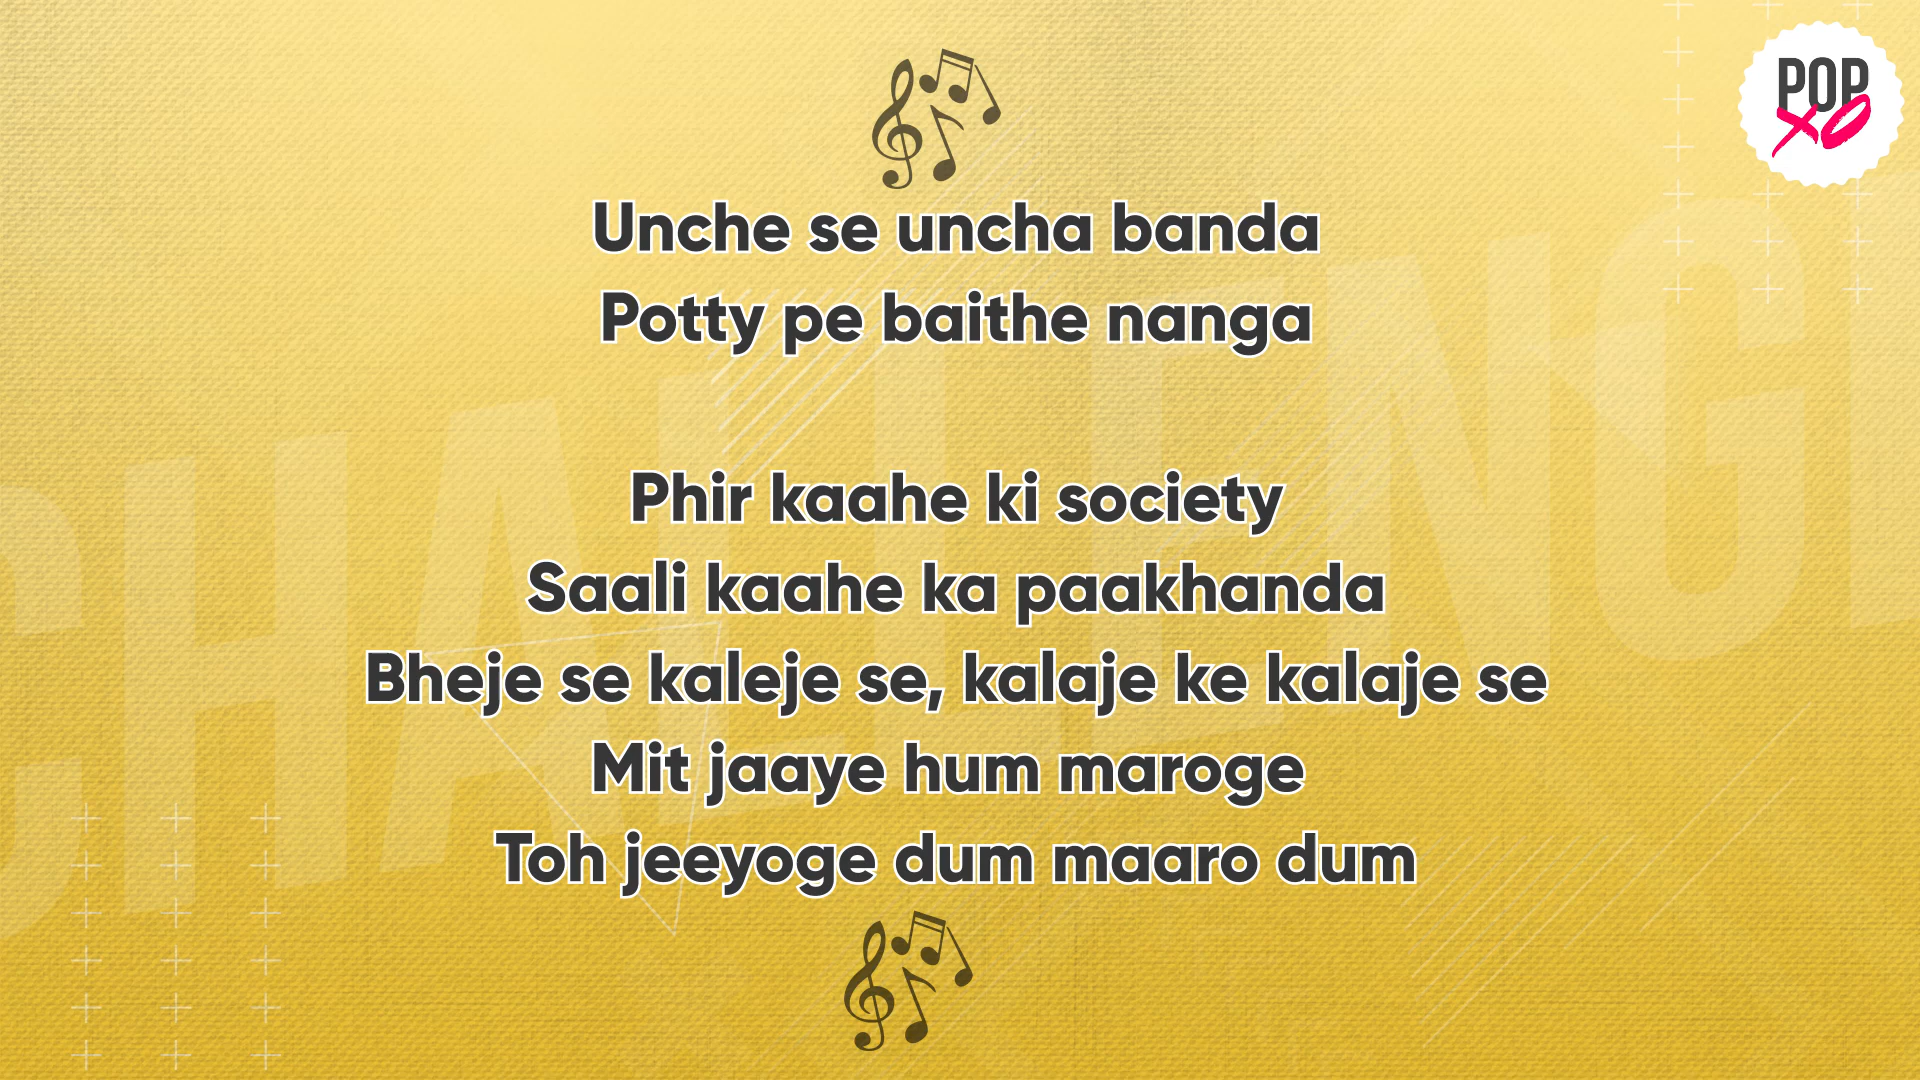 POP
XO
Unche se uncha banda
Potty pe baithe nanga
Phir kaahe ki society
Saali kaahe ka paakhanda
Bheje se kaleje se, kalaje ke kalaje se
Mit jaaye hum maroge
Toh jeeyoge dum maaro dum
CHALLENGE